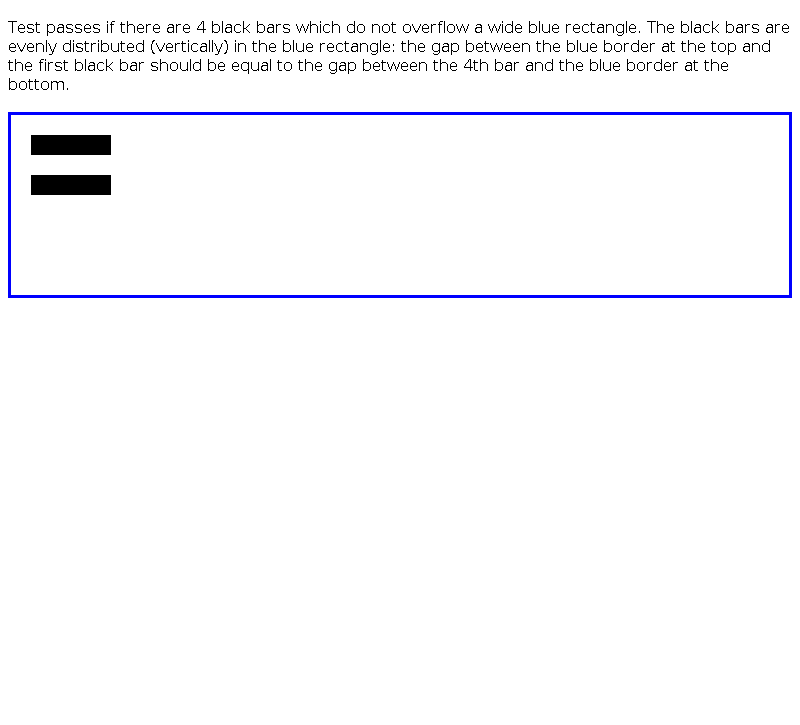 Test passes if there are 4 black bars which do not overflow a wide blue rectangle. The black bars are
evenly distributed (vertically) in the blue rectangle: the gap between the blue border at the top and
the first black bar should be equal to the gap between the 4th bar and the blue border at the
bottom.